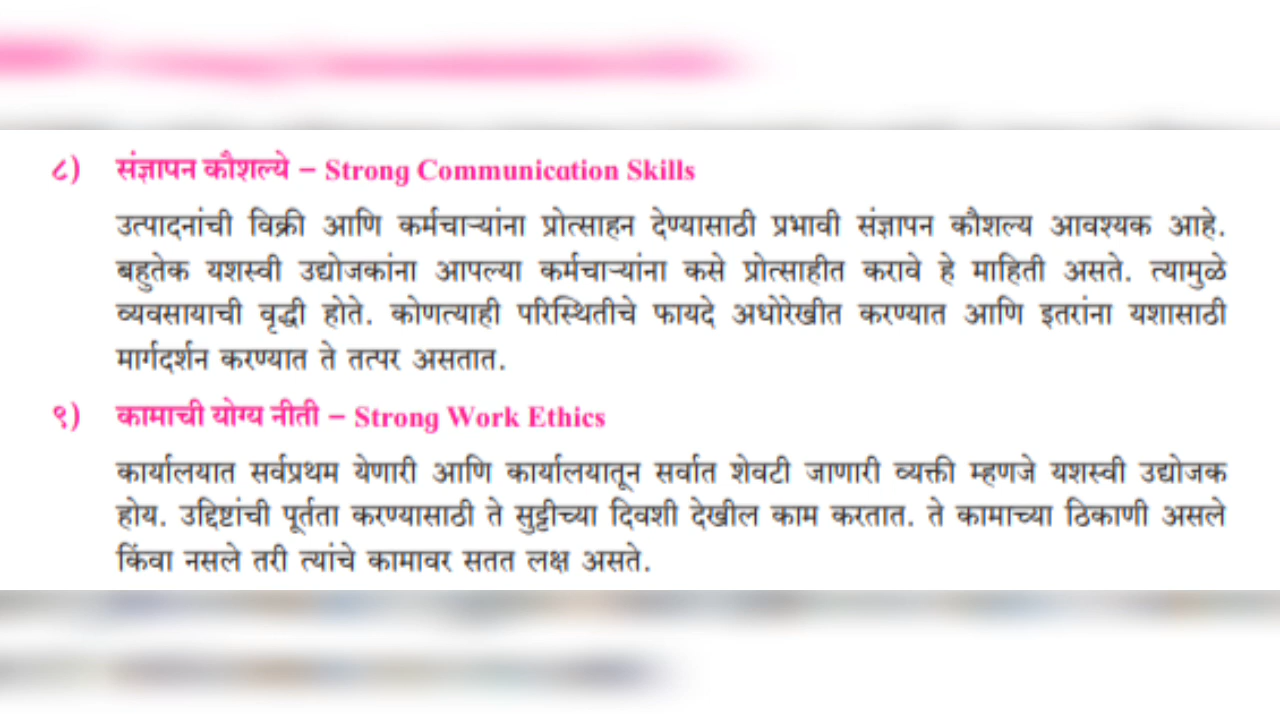 ८) संज्ञापन कौशल्ये – Strong Communication Skills
उत्पादनांची विक्री आणि कर्मचाऱ्यांना प्रोत्साहन देण्यासाठी प्रभावी संज्ञापन कौशल्य आवश्यक आहे.
बहुतेक यशस्वी उद्योजकांना आपल्या कर्मचाऱ्यांना कसे प्रोत्साहीत करावे हे माहिती असते. त्यामुळे
व्यवसायाची वृद्धी होते. कोणत्याही परिस्थितीचे फायदे अधोरेखीत करण्यात आणि इतरांना यशासाठी
मार्गदर्शन करण्यात ते तत्पर असतात.
९) कामाची योग्य नीती – Strong Work Ethics
कार्यालयात सर्वप्रथम येणारी आणि कार्यालयातून सर्वात शेवटी जाणारी व्यक्ती म्हणजे यशस्वी उद्योजक
होय. उद्दिष्टांची पूर्तता करण्यासाठी ते सुट्टीच्या दिवशी देखील काम करतात. ते कामाच्या ठिकाणी असले
किंवा नसले तरी त्यांचे कामावर सतत लक्ष असते.